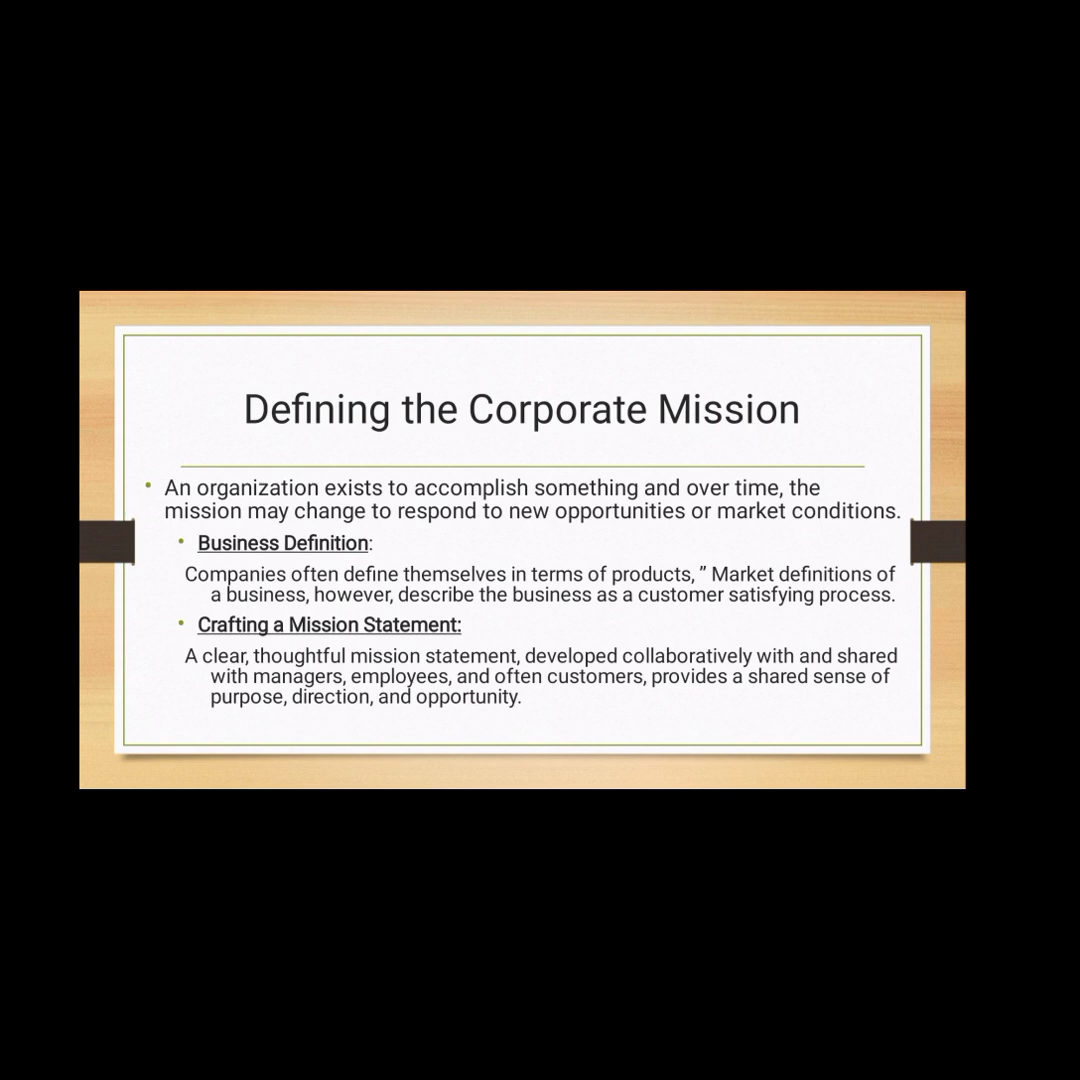 Defining the Corporate Mission
• An organization exists to accomplish something and over time, the
mission may change to respond to new opportunities or market conditions.
• Business Definition:
Companies often define themselves in terms of products, ” Market definitions of
a business, however, describe the business as a customer satisfying process.
• Crafting a Mission Statement:
A clear, thoughtful mission statement, developed collaboratively with and shared
with managers, employees, and often customers, provides a shared sense of
purpose, direction, and opportunity.